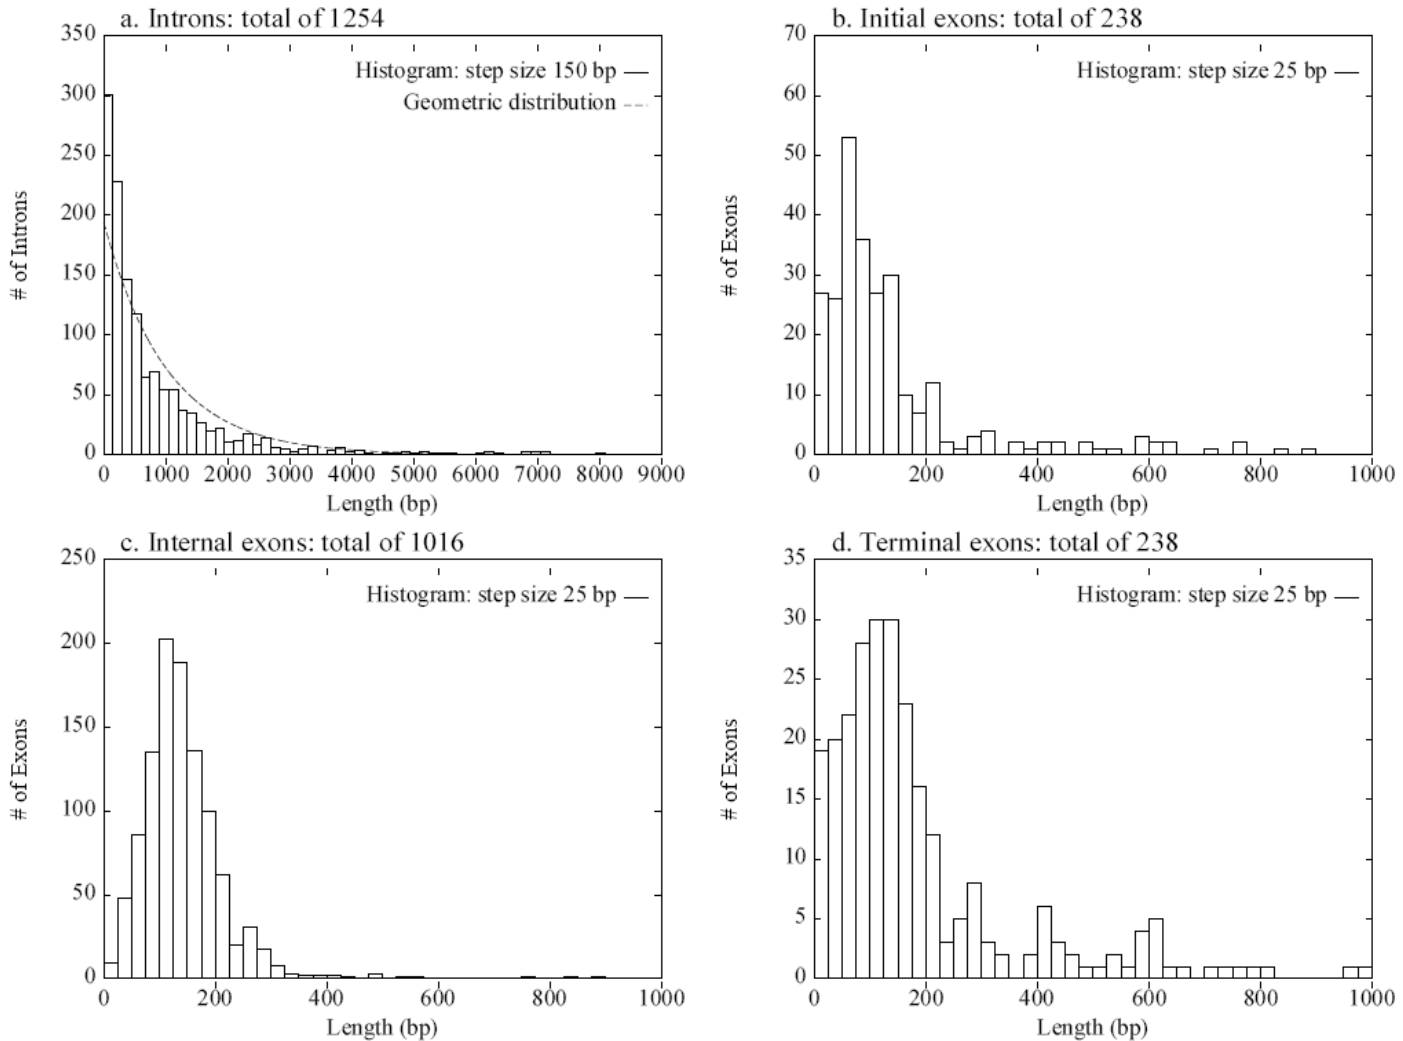 a. Introns: total of 1254
350
300
250
200
150
100
50
0
# of Introns
Histogram: step size 150 bp
Geometric distribution
0 1000 2000 3000 4000 5000 6000 7000 8000 9000
Length (bp)
b. Initial exons: total of 238
70
60
50
40
30
20
10
0
# of Exons
Histogram: step size 25 bp
0 200 400 600 800 1000
Length (bp)
c. Internal exons: total of 1016
250
200
150
100
50
0
# of Exons
Histogram: step size 25 bp
0 200 400 600 800 1000
Length (bp)
d. Terminal exons: total of 238
35
30
25
20
15
10
5
0
# of Exons
Histogram: step size 25 bp
0 200 400 600 800 1000
Length (bp)